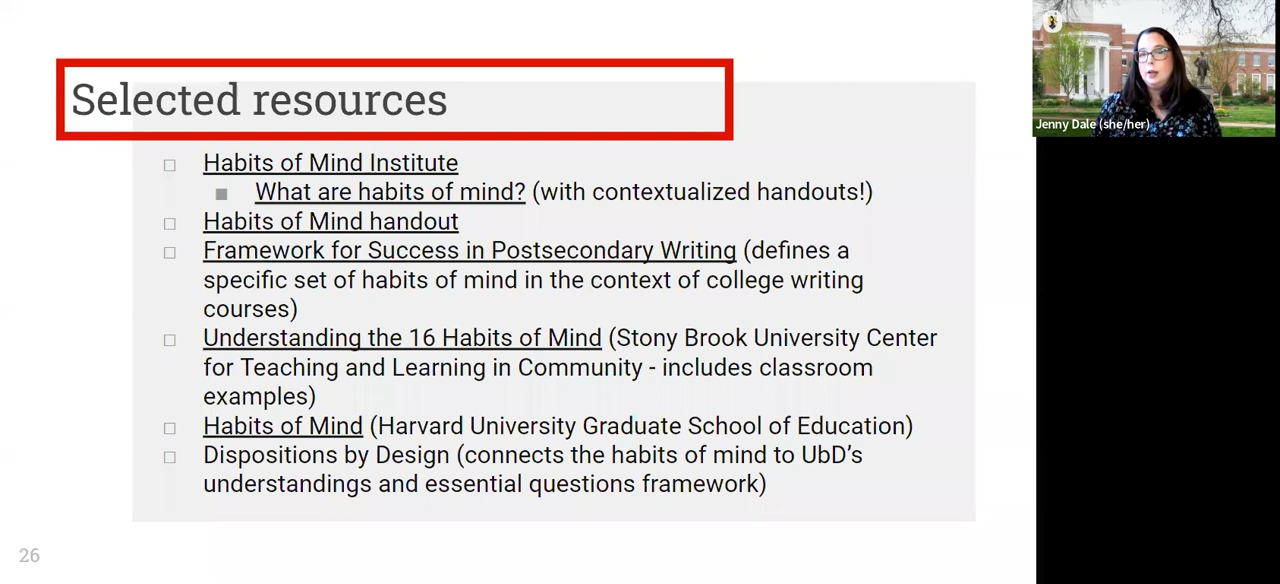 Selected resources
Habits of Mind Institute
What are habits of mind? (with contextualized handouts!)
Habits of Mind handout
Framework for Success in Postsecondary Writing (defines a
specific set of habits of mind in the context of college writing
courses)
Understanding the 16 Habits of Mind (Stony Brook University Center
for Teaching and Learning in Community - includes classroom
examples)
Habits of Mind (Harvard University Graduate School of Education)
Dispositions by Design (connects the habits of mind to UbD’s
understandings and essential questions framework)
26
Jenny Dale (she/her)